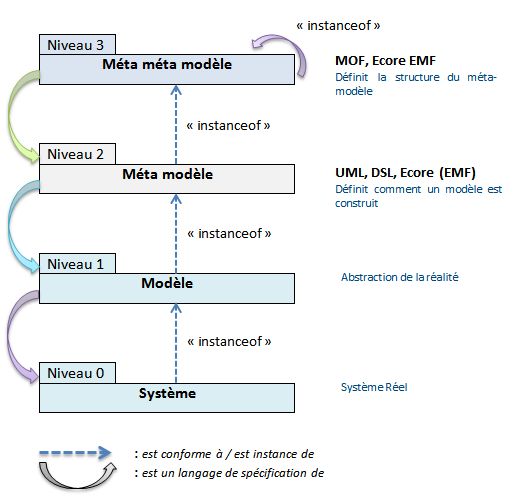 « instanceof »
Niveau 3
Méta méta modèle
MOF, Ecore EMF
Définit la structure du méta-
modèle
« instanceof »
Niveau 2
Méta modèle
UML, DSL, Ecore (EMF)
Définit comment un modèle est
construit
« instanceof »
Niveau 1
Modèle
Abstraction de la réalité
« instanceof »
Niveau 0
Système
Système Réel
: est conforme à / est instance de
: est un langage de spécification de